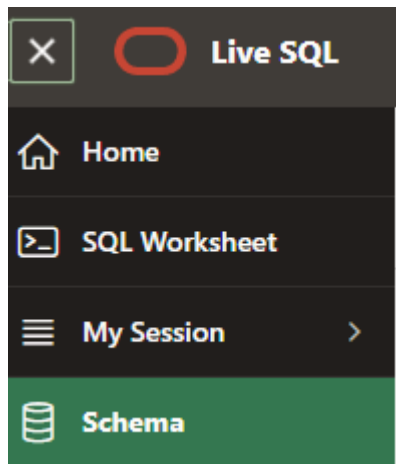 Live SQL
Home
SQL Worksheet
My Session
Schema